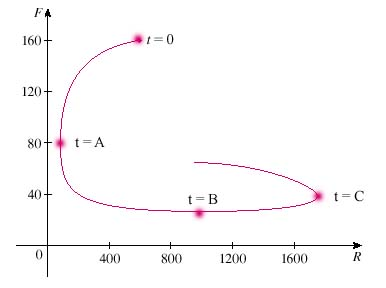 F
160
t = 0
120
80
t = A
40
t = B
t = C
0
400
800
1200
1600
R